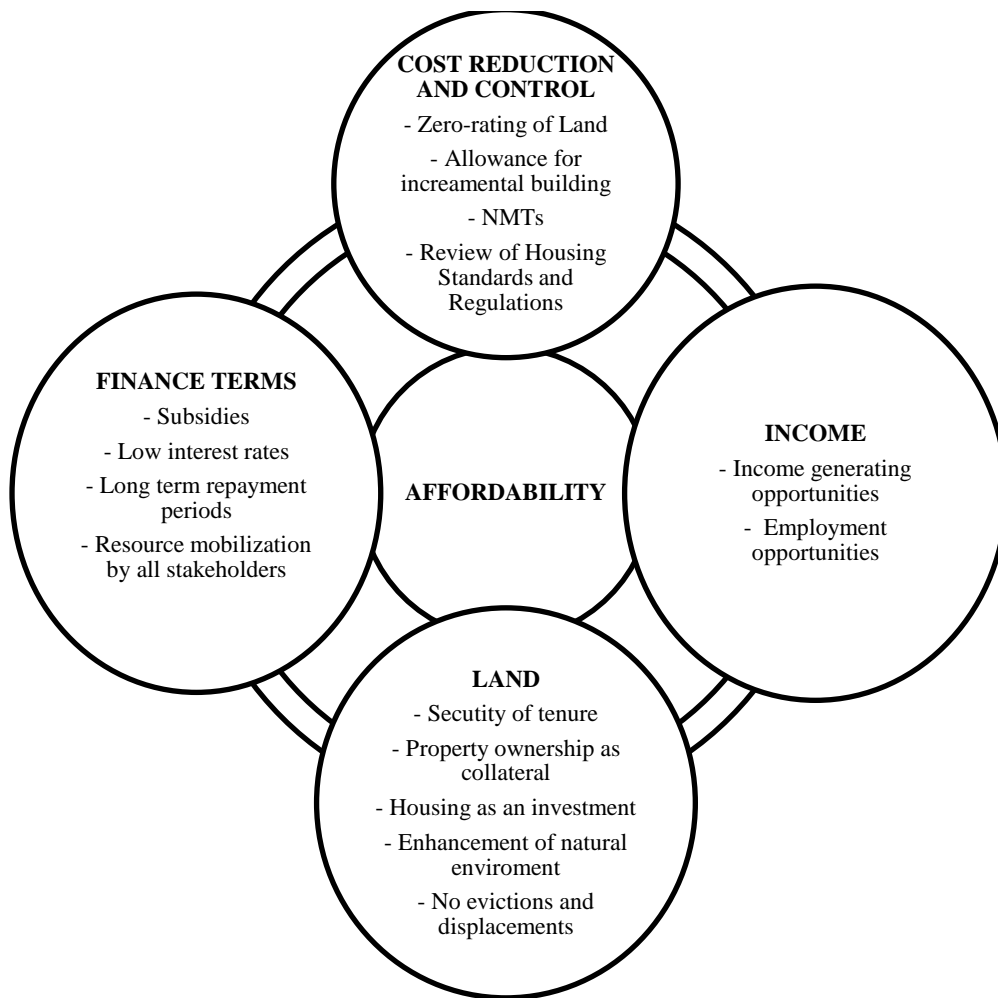 COST REDUCTION
AND CONTROL
- Zero-rating of Land
- Allowance for
increamental building
- NMTs
- Review of Housing
Standards and
Regulations
FINANCE TERMS
- Subsidies
- Low interest rates
- Long term repayment
periods
- Resource mobilization
by all stakeholders
AFFORDABILITY
INCOME
- Income generating
opportunities
- Employment
opportunities
LAND
- Secutity of tenure
- Property ownership as
collateral
- Housing as an investment
- Enhancement of natural
enviroment
- No evictions and
displacements